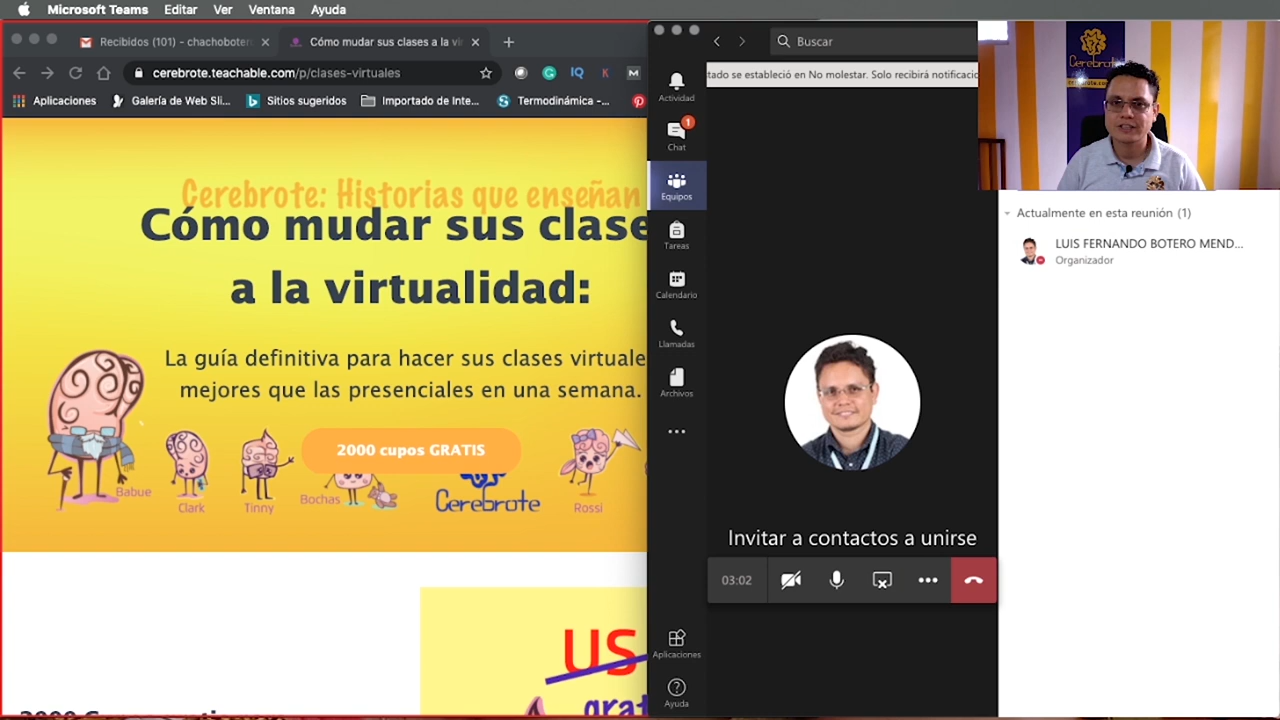 Microsoft Teams Editar Ver Ventana Ayuda
Recibidos (101) - chachoboter
Cómo mudar sus clases a la vi
cerebrote.teachable.com/p/clases-virtuales
Aplicaciones
Galería de Web Sli...
Sitios sugeridos
Importado de Inte...
Termodinámica -...
Cerebrote: Historias que enseñan
Cómo mudar sus clase
a la virtualidad:
La guía definitiva para hacer sus clases virtuale
mejores que las presenciales en una semana.
2000 cupos GRATIS
Babue
Clark
Tinny
Bochas
Cerebrote
Rossi
US
grat
Buscar
tado se estableció en No molestar. Solo recibirá notificacio
Actividad
1
Chat
Equipos
Tareas
Calendario
Llamadas
Archivos
Aplicaciones
Ayuda
Invitar a contactos a unirse
03:02
Cerebrote
Actualmente en esta reunión (1)
LUIS FERNANDO BOTERO MEND...
Organizador